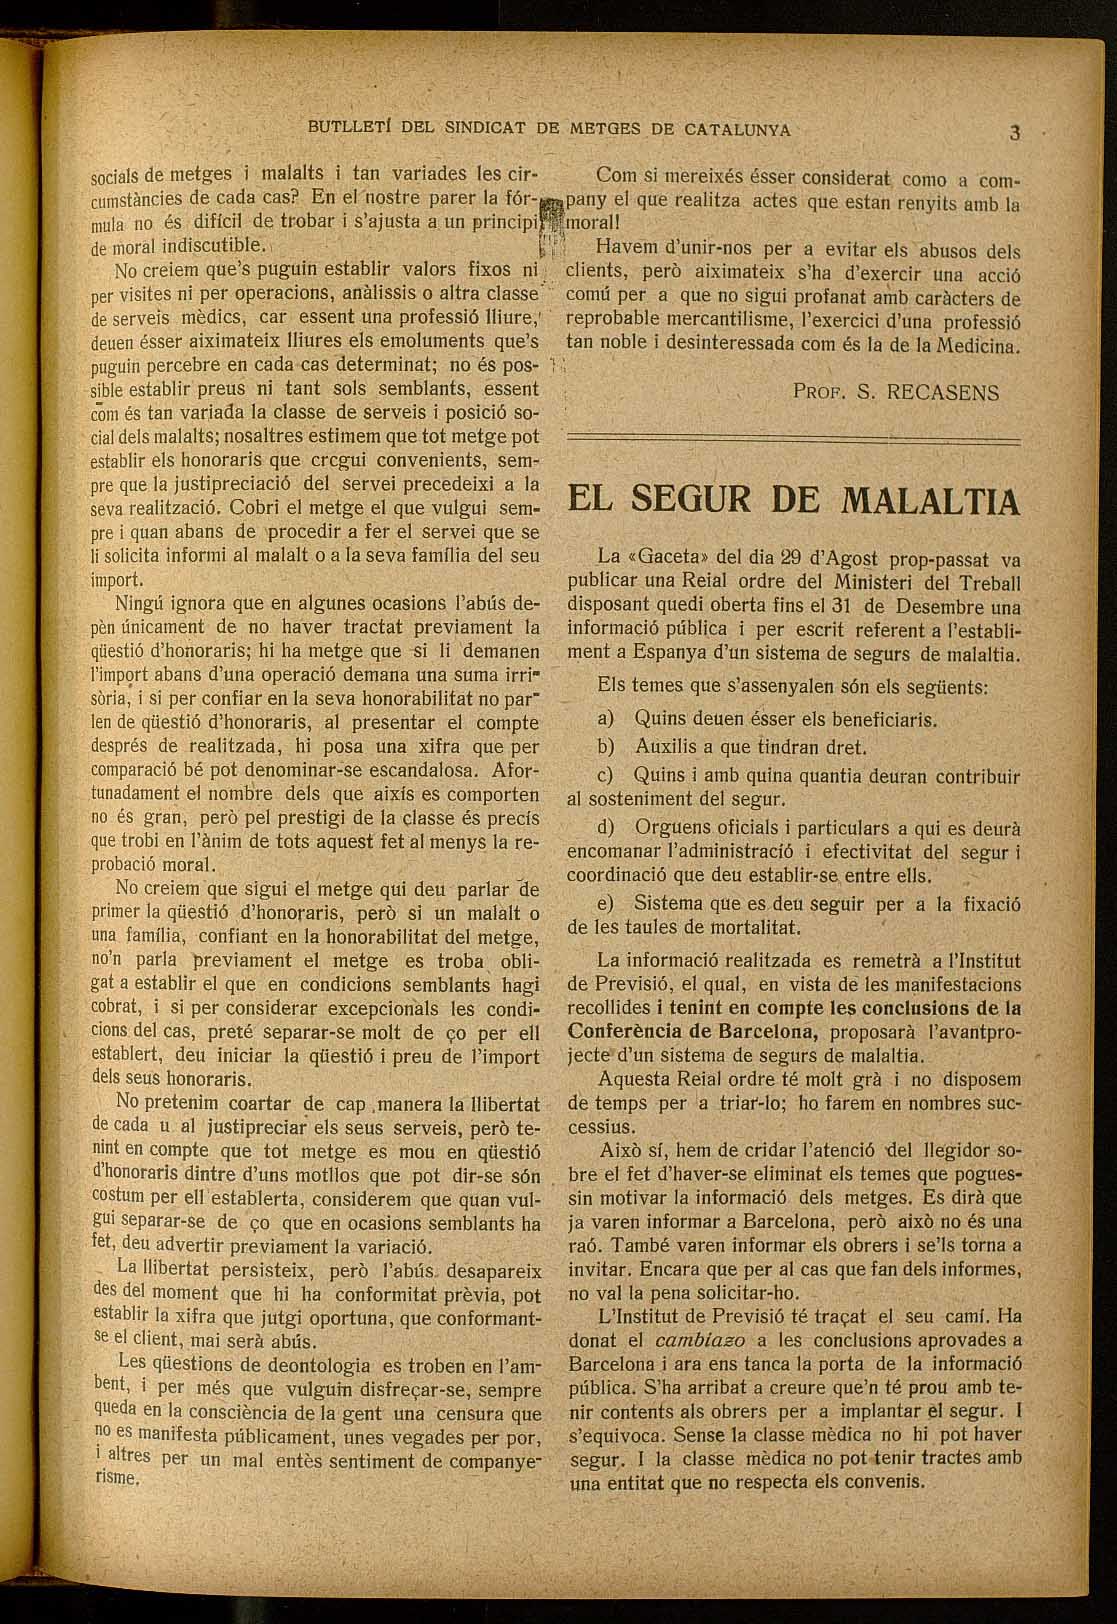 BUTLLETÍ DEL SINDICAT DE METGES DE CATALUNYA 3
socials de metges i malalts i tan variades les cir-
cumstàncies de cada cas? En el nostre parer la fór-
mula no és difícil de trobar i s'ajusta a un principi
de moral indiscutible.
No creiem que's puguin establir valors fixos ni
per visites ni per operacions, anàlissis o altra classe
de serveis mèdics, car essent una professió lliure,
deuen ésser aiximateix lliures els emoluments que's
puguin percebre en cada cas determinat; no és pos-
sible establir preus ni tant sols semblants, essent
com és tan variada la classe de serveis i posició so-
cial dels malalts; nosaltres estimem que tot metge pot
establir els honoraris que cregui convenients, sem-
pre que la justipreciació del servei precedeixi a la
seva realització. Cobri el metge el que vulgui sem-
pre i quan abans de procedir a fer el servei que se
li solicita informi al malalt o a la seva família del seu
import.
Ningú ignora que en algunes ocasions l'abús de-
pèn únicament de no haver tractat previament la
qüestió d'honoraris; hi ha metge que si li demanen
l'import abans d'una operació demana una suma irri-
sòria, i si per confiar en la seva honorabilitat no par-
len de qüestió d'honoraris, al presentar el compte
després de realitzada, hi posa una xifra que per
comparació bé pot denominar-se escandalosa. Afor-
tunadament el nombre dels que aixís es comporten
no és gran, però pel prestigi de la classe és precís
que trobi en l'ànim de tots aquest fet al menys la re-
probació moral.
No creiem que sigui el metge qui deu parlar de
primer la qüestió d'honoraris, però si un malalt o
una família, confiant en la honorabilitat del metge,
no'n parla previament el metge es troba obli-
gat a establir el que en condicions semblants hagi
cobrat, i si per considerar excepcionals les condi-
cions del cas, preté separar-se molt de ço per ell
establert, deu iniciar la qüestió i preu de l'import
dels seus honoraris.
No pretenim coartar de cap manera la llibertat
de cada u al justipreciar els seus serveis, però te-
nint en compte que tot metge es mou en qüestió
d'honoraris dintre d'uns motllos que pot dir-se són
costum per ell establerta, considerem que quan vul-
gui separar-se de ço que en ocasions semblants ha
fet, deu advertir previament la variació.
La llibertat persisteix, però l'abús desapareix
des del moment que hi ha conformitat prèvia, pot
establir la xifra que jutgi oportuna, que conformant-
se el client, mai serà abús.
Les qüestions de deontologia es troben en l'am-
bent, i per més que vulguin disfreçar-se, sempre
queda en la consciència de la gent una censura que
no es manifesta públicament, unes vegades per por,
i altres per un mal entès sentiment de companye-
risme.
Com si mereixés ésser considerat como a com-
pany el que realitza actes que estan renyits amb la
moral!
Havem d'unir-nos per a evitar els abusos dels
clients, però aiximateix s'ha d'exercir una acció
comú per a que no sigui profanat amb caràcters de
reprobable mercantilisme, l'exercici d'una professió
tan noble i desinteressada com és la de la Medicina.
PROF. S. RECASENS
EL SEGUR DE MALALTIA
La «Gaceta» del dia 29 d'Agost prop-passat va
publicar una Reial ordre del Ministeri del Treball
disposant quedi oberta fins el 31 de Desembre una
informació pública i per escrit referent a l'establi-
ment a Espanya d'un sistema de segurs de malaltia.
Els temes que s'assenyalen són els següents:
a) Quins deuen ésser els beneficiaris.
b) Auxilis a que tindran dret.
c) Quins i amb quina quantia deuran contribuir
al sosteniment del segur.
d) Orguens oficials i particulars a qui es deurà
encomanar l'administració i efectivitat del segur i
coordinació que deu establir-se entre ells.
e) Sistema que es deu seguir per a la fixació
de les taules de mortalitat.
La informació realitzada es remetrà a l'Institut
de Previsió, el qual, en vista de les manifestacions
recollides i tenint en compte les conclusions de la
Conferència de Barcelona, proposarà l'avantpro-
jecte d'un sistema de segurs de malaltia.
Aquesta Reial ordre té molt grà i no disposem
de temps per a triar-lo; ho farem en nombres suc-
cessius.
Això sí, hem de cridar l'atenció del llegidor so-
bre el fet d'haver-se eliminat els temes que pogues-
sin motivar la informació dels metges. Es dirà que
ja varen informar a Barcelona, però això no és una
raó. També varen informar els obrers i se'ls torna a
invitar. Encara que per al cas que fan dels informes,
no val la pena solicitar-ho.
L'Institut de Previsió té traçat el seu camí. Ha
donat el cambiazo a les conclusions aprovades a
Barcelona i ara ens tanca la porta de la informació
pública. S'ha arribat a creure que'n té prou amb te-
nir contents als obrers per a implantar el segur. I
s'equivoca. Sense la classe mèdica no hi pot haver
segur. I la classe mèdica no pot tenir tractes amb
una entitat que no respecta els convenis.